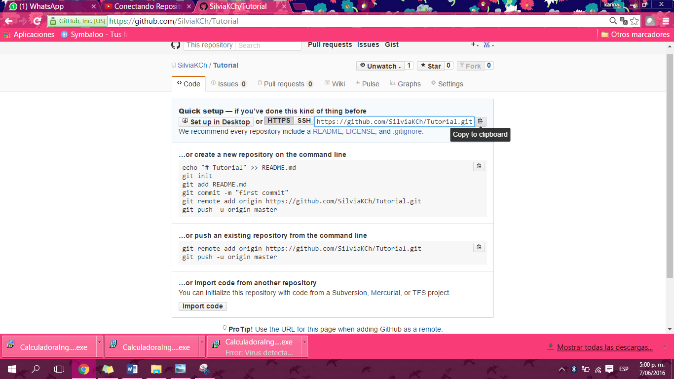 (1) WhatsApp
Conectando Reposit
SilviaKCh/Tutorial
Karina
GitHub, Inc. [US] https://github.com/SilviaKCh/Tutorial
Aplicaciones Symbaloo - Tus
Otros marcadores
This repository Search Pull requests Issues Gist
SilviaKCh / Tutorial
Unwatch 1 Star 0 Fork 0
Code Issues 0 Pull requests 0 Wiki Pulse Graphs Settings
Quick setup — if you've done this kind of thing before
Set up in Desktop or HTTPS SSH https://github.com/SilviaKCh/Tutorial.git
We recommend every repository include a README, LICENSE, and .gitignore.
Copy to clipboard
…or create a new repository on the command line
echo "# Tutorial" >> README.md
git init
git add README.md
git commit -m "first commit"
git remote add origin https://github.com/SilviaKCh/Tutorial.git
git push -u origin master
…or push an existing repository from the command line
git remote add origin https://github.com/SilviaKCh/Tutorial.git
git push -u origin master
…or import code from another repository
You can initialize this repository with code from a Subversion, Mercurial, or TFS project.
Import code
ProTip! Use the URL for this page when adding GitHub as a remote.
CalculadoraIng....exe
CalculadoraIng....exe
CalculadoraIng....exe
Error: Virus detecta...
Mostrar todas las descargas...
ESP
5:00 p. m.
7/06/2016